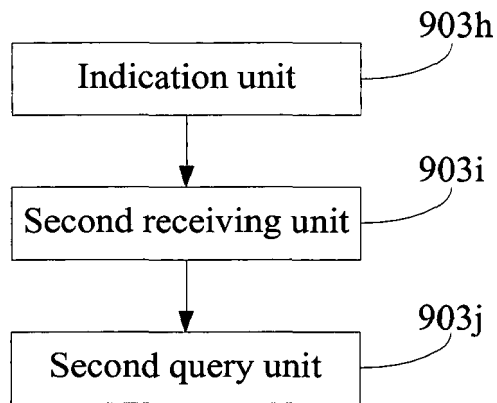 903h
Indication unit
903i
Second receiving unit
903j
Second query unit